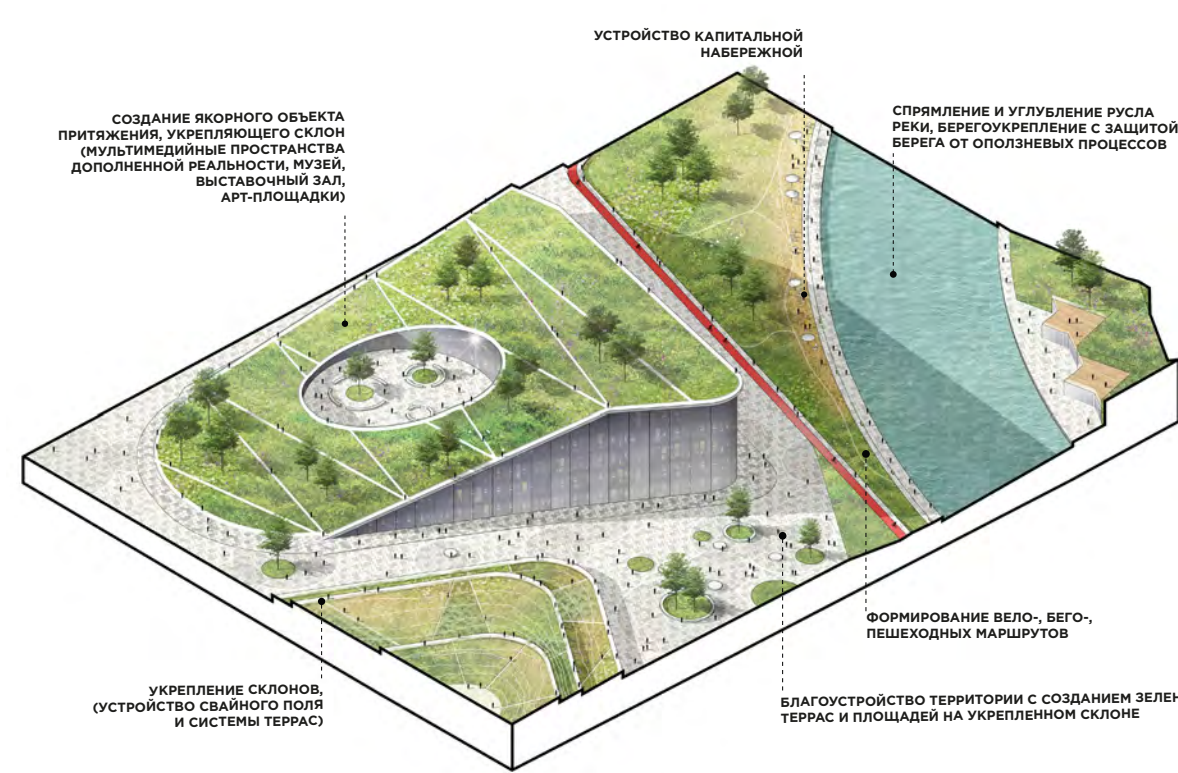 УСТРОЙСТВО КАПИТАЛЬНОЙ
НАБЕРЕЖНОЙ
СОЗДАНИЕ ЯКОРНОГО ОБЪЕКТА
ПРИТЯЖЕНИЯ, УКРЕПЛЯЮЩЕГО СКЛОН
(МУЛЬТИМЕДИЙНЫЕ ПРОСТРАНСТВА
ДОПОЛНЕННОЙ РЕАЛЬНОСТИ, МУЗЕЙ,
ВЫСТАВОЧНЫЙ ЗАЛ,
АРТ-ПЛОЩАДКИ)
СПРЯМЛЕНИЕ И УГЛУБЛЕНИЕ РУСЛА
РЕКИ, БЕРЕГОУКРЕПЛЕНИЕ С ЗАЩИТОЙ
БЕРЕГА ОТ ОПОЛЗНЕВЫХ ПРОЦЕССОВ
ФОРМИРОВАНИЕ ВЕЛО-, БЕГО-,
ПЕШЕХОДНЫХ МАРШРУТОВ
УКРЕПЛЕНИЕ СКЛОНОВ,
(УСТРОЙСТВО СВАЙНОГО ПОЛЯ
И СИСТЕМЫ ТЕРРАС)
БЛАГОУСТРОЙСТВО ТЕРРИТОРИИ С СОЗДАНИЕМ ЗЕЛЕН
ТЕРРАС И ПЛОЩАДЕЙ НА УКРЕПЛЕННОМ СКЛОНЕ